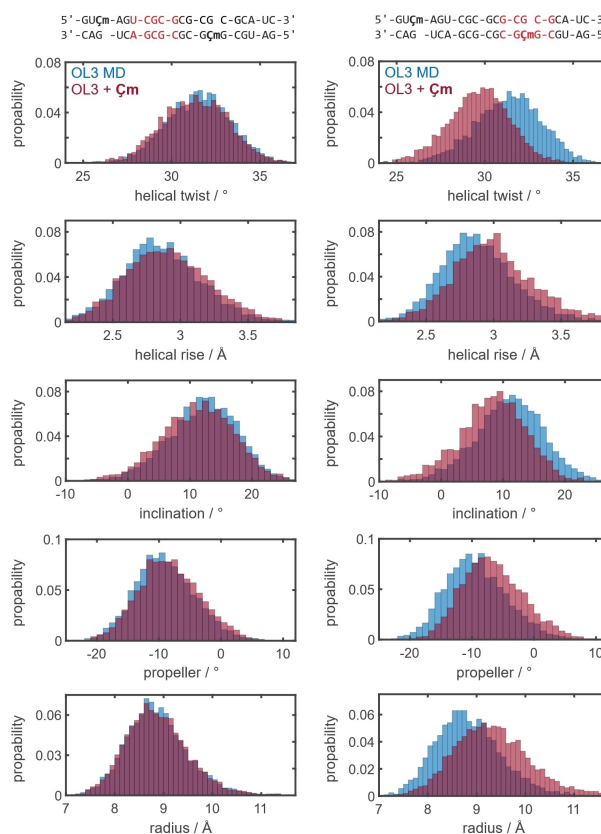 5'-GUÇm-AGU-CGC-GCG-CG C-GCA-UC-3'
3'-CAG -UCA-GCG-CGC-GÇmG-CGU-AG-5'
5'-GUÇm-AGU-CGC-GCG-CG C-GCA-UC-3'
3'-CAG -UCA-GCG-CGC-GÇmG-CGU-AG-5'
propability
0.08
0.04
0
OL3 MD
OL3 + Çm
25
30
35
helical twist / °
propability
0.08
0.04
0
OL3 MD
OL3 + Çm
25
30
35
helical twist / °
propability
0.08
0.04
0
2.5
3
3.5
helical rise / Å
propability
0.08
0.04
0
2.5
3
3.5
helical rise / Å
propability
0.08
0.04
0
-10
0
10
20
inclination / °
propability
0.08
0.04
0
-10
0
10
20
inclination / °
propability
0.1
0.05
0
-20
-10
0
10
propeller / °
propability
0.1
0.05
0
-20
-10
0
10
propeller / °
probability
0.06
0.03
0
7
8
9
10
11
radius / Å
probability
0.06
0.04
0.02
0
7
8
9
10
11
radius / Å